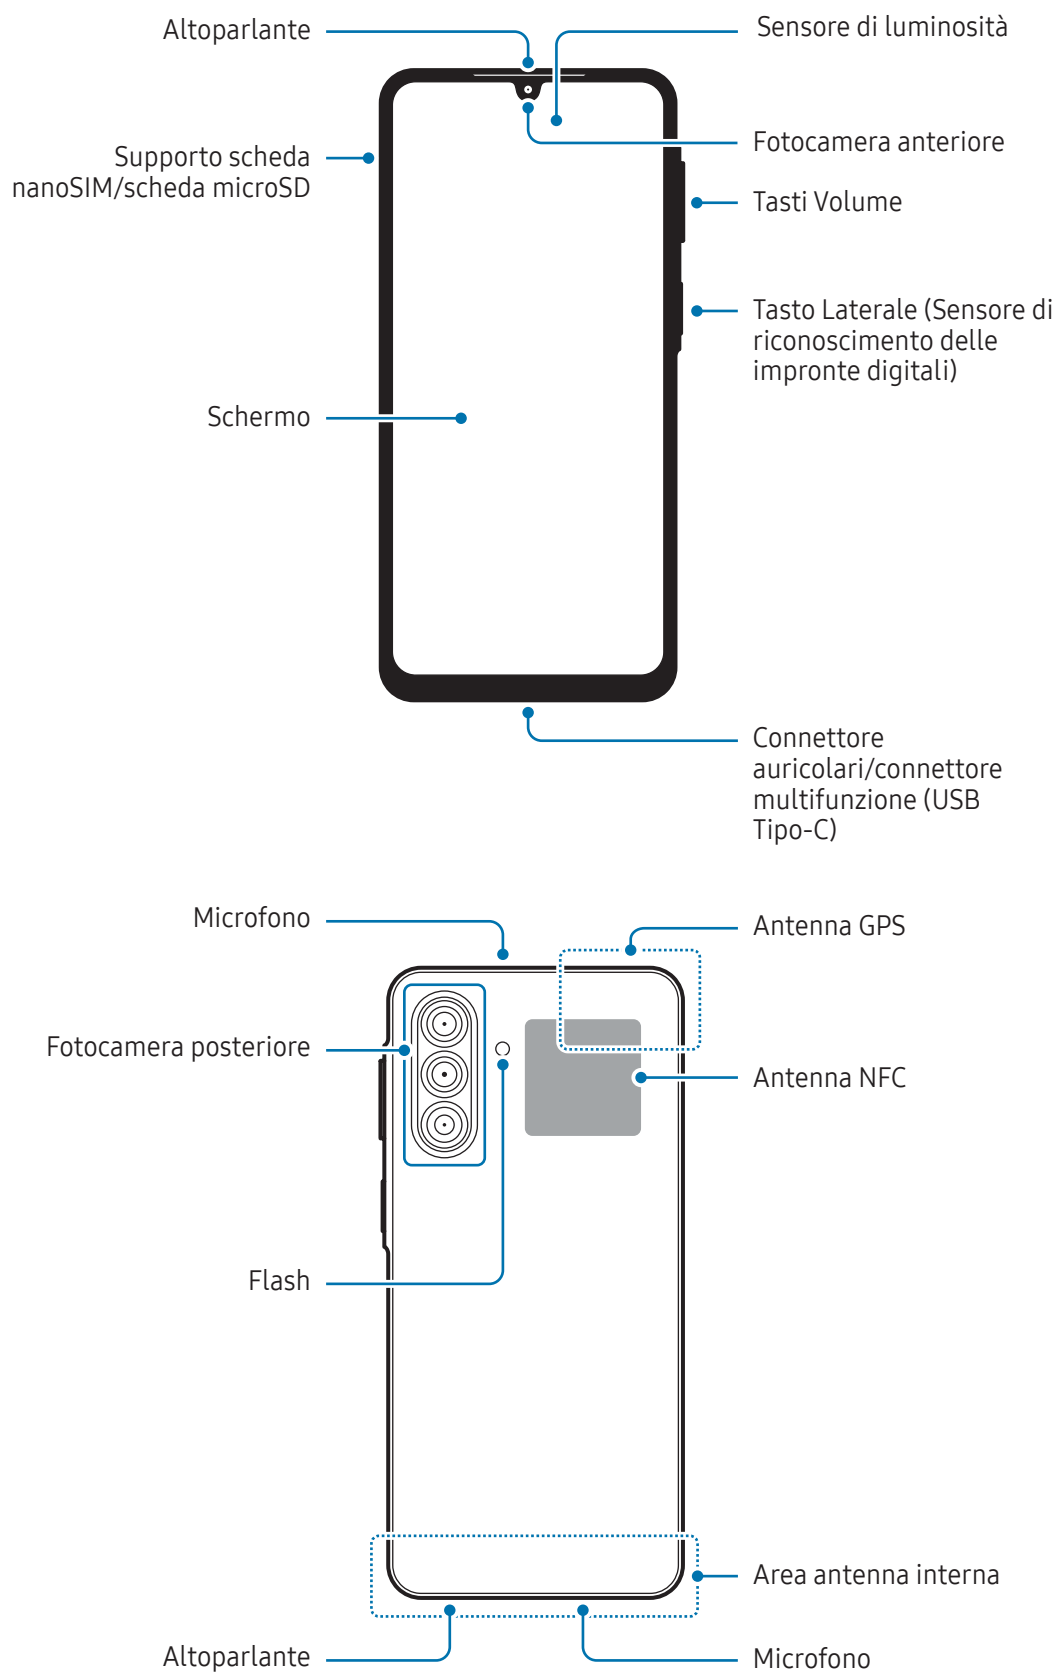 Altoparlante
Sensore di luminosità
Fotocamera anteriore
Supporto scheda
nanoSIM/scheda microSD
Tasti Volume
Tasto Laterale (Sensore di
riconoscimento delle
impronte digitali)
Schermo
Connettore
auricolari/connettore
multifunzione (USB
Tipo-C)
Microfono
Antenna GPS
Fotocamera posteriore
Antenna NFC
Flash
Area antenna interna
Altoparlante
Microfono